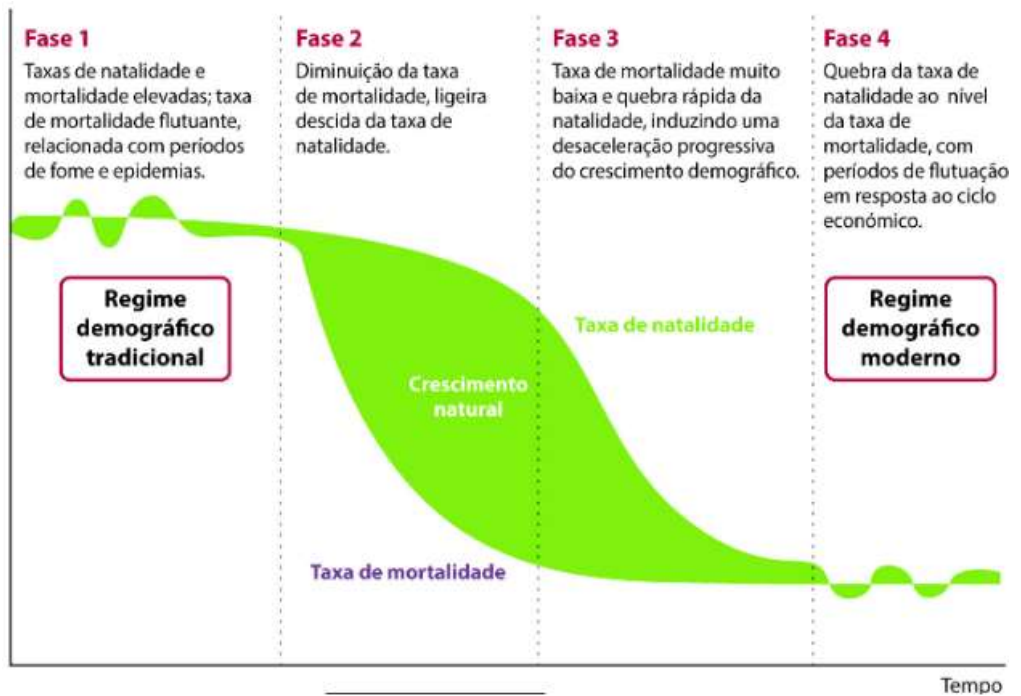 Fase 1
Taxas de natalidade e
mortalidade elevadas; taxa
de mortalidade flutuante,
relacionada com períodos
de fome e epidemias.
Fase 2
Diminuição da taxa
de mortalidade, ligeira
descida da taxa de
natalidade.
Fase 3
Taxa de mortalidade muito
baixa e quebra rápida da
natalidade, induzindo uma
desaceleração progressiva
do crescimento demográfico.
Fase 4
Quebra da taxa de
natalidade ao nível
da taxa de
mortalidade, com
períodos de flutuação
em resposta ao ciclo
económico.
Regime
demográfico
tradicional
Taxa de natalidade
Regime
demográfico
moderno
Crescimento
natural
Taxa de mortalidade
Tempo